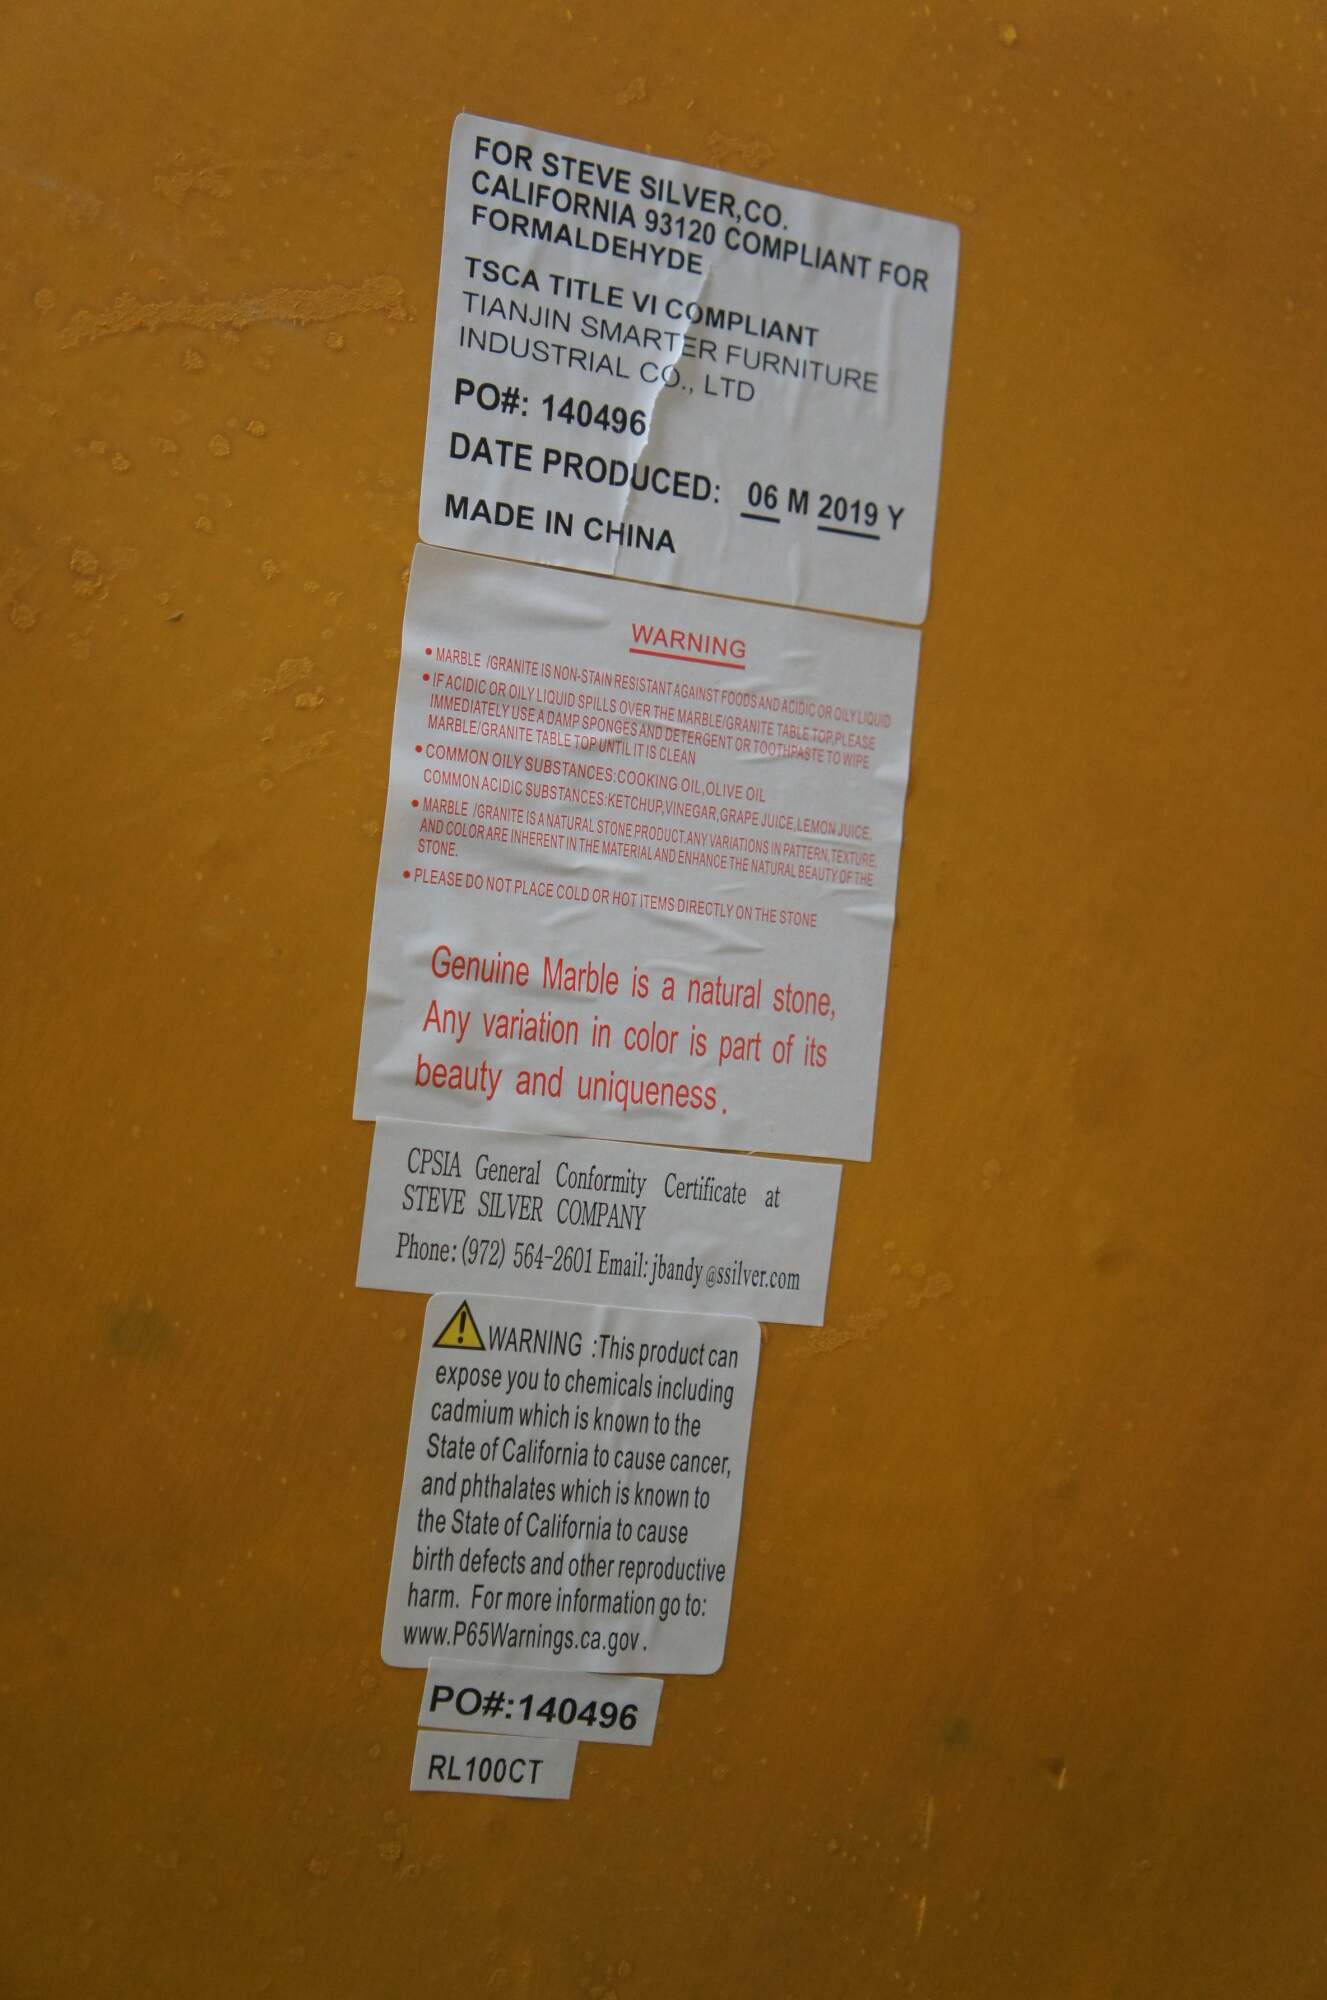 FOR STEVE SILVER,CO.
CALIFORNIA 93120 COMPLIANT FOR
FORMALDEHYDE
TSCA TITLE VI COMPLIANT
TIANJIN SMARTER FURNITURE
INDUSTRIAL CO., LTD
PO#: 140496
DATE PRODUCED: 06 M 2019 Y
MADE IN CHINA
WARNING
• MARBLE /GRANITE IS NON-STAIN RESISTANT AGAINST FOODS AND ACIDIC OR OILY LIQUID
• IF ACIDIC OR OILY LIQUID SPILLS OVER THE MARBLE/GRANITE TABLE TOP,PLEASE
IMMEDIATELY USE A DAMP SPONGES AND DETERGENT OR TOOTHPASTE TO WIPE
MARBLE/GRANITE TABLE TOP UNTIL IT IS CLEAN
• COMMON OILY SUBSTANCES:COOKING OIL,OLIVE OIL
COMMON ACIDIC SUBSTANCES:KETCHUP,VINEGAR,GRAPE JUICE,LEMON JUICE.
• MARBLE /GRANITE IS A NATURAL STONE PRODUCT.ANY VARIATIONS IN PATTERN,TEXTURE,
AND COLOR ARE INHERENT IN THE MATERIAL AND ENHANCE THE NATURAL BEAUTY OF THE
STONE.
• PLEASE DO NOT PLACE COLD OR HOT ITEMS DIRECTLY ON THE STONE
Genuine Marble is a natural stone,
Any variation in color is part of its
beauty and uniqueness.
CPSIA General Conformity Certificate at
STEVE SILVER COMPANY
Phone: (972) 564-2601 Email: jbandy@ssilver.com
WARNING :This product can
expose you to chemicals including
cadmium which is known to the
State of California to cause cancer,
and phthalates which is known to
the State of California to cause
birth defects and other reproductive
harm. For more information go to:
www.P65Warnings.ca.gov.
PO#:140496
RL100CT